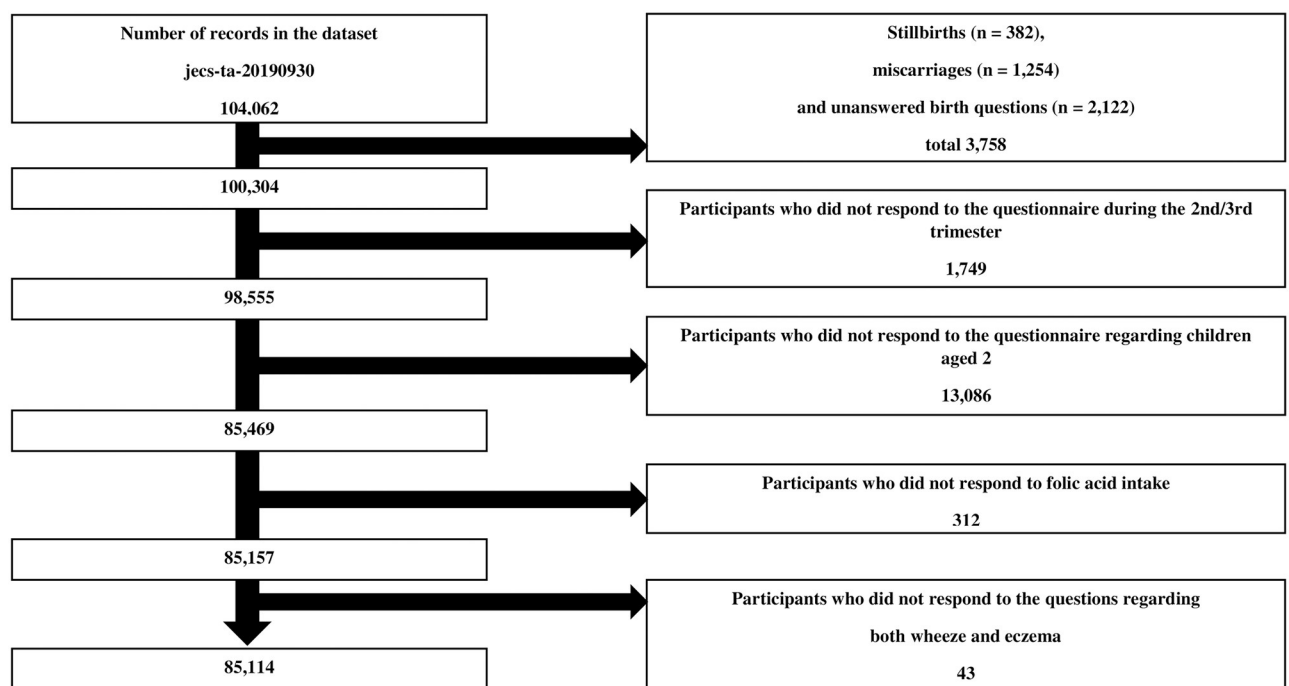 Number of records in the dataset
jecs-ta-20190930
104,062
Stillbirths (n = 382),
miscarriages (n = 1,254)
and unanswered birth questions (n = 2,122)
total 3,758
100,304
Participants who did not respond to the questionnaire during the 2nd/3rd
trimester
1,749
98,555
Participants who did not respond to the questionnaire regarding children
aged 2
13,086
85,469
Participants who did not respond to folic acid intake
312
85,157
Participants who did not respond to the questions regarding
both wheeze and eczema
43
85,114